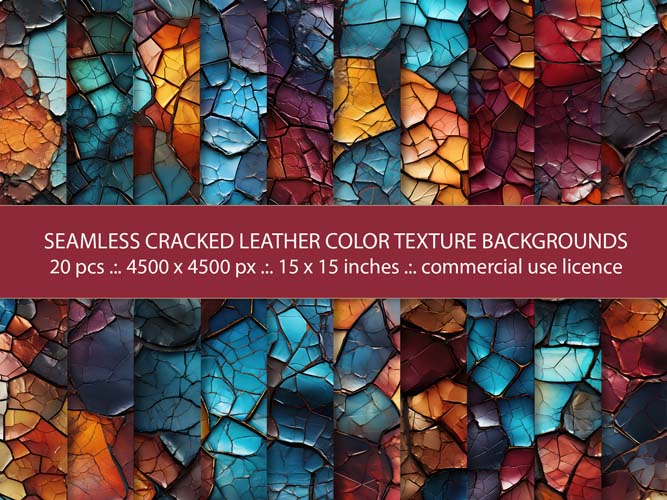 SEAMLESS CRACKED LEATHER COLOR TEXTURE BACKGROUNDS
20 pcs .:. 4500 x 4500 px .:. 15 x 15 inches .:. commercial use licence